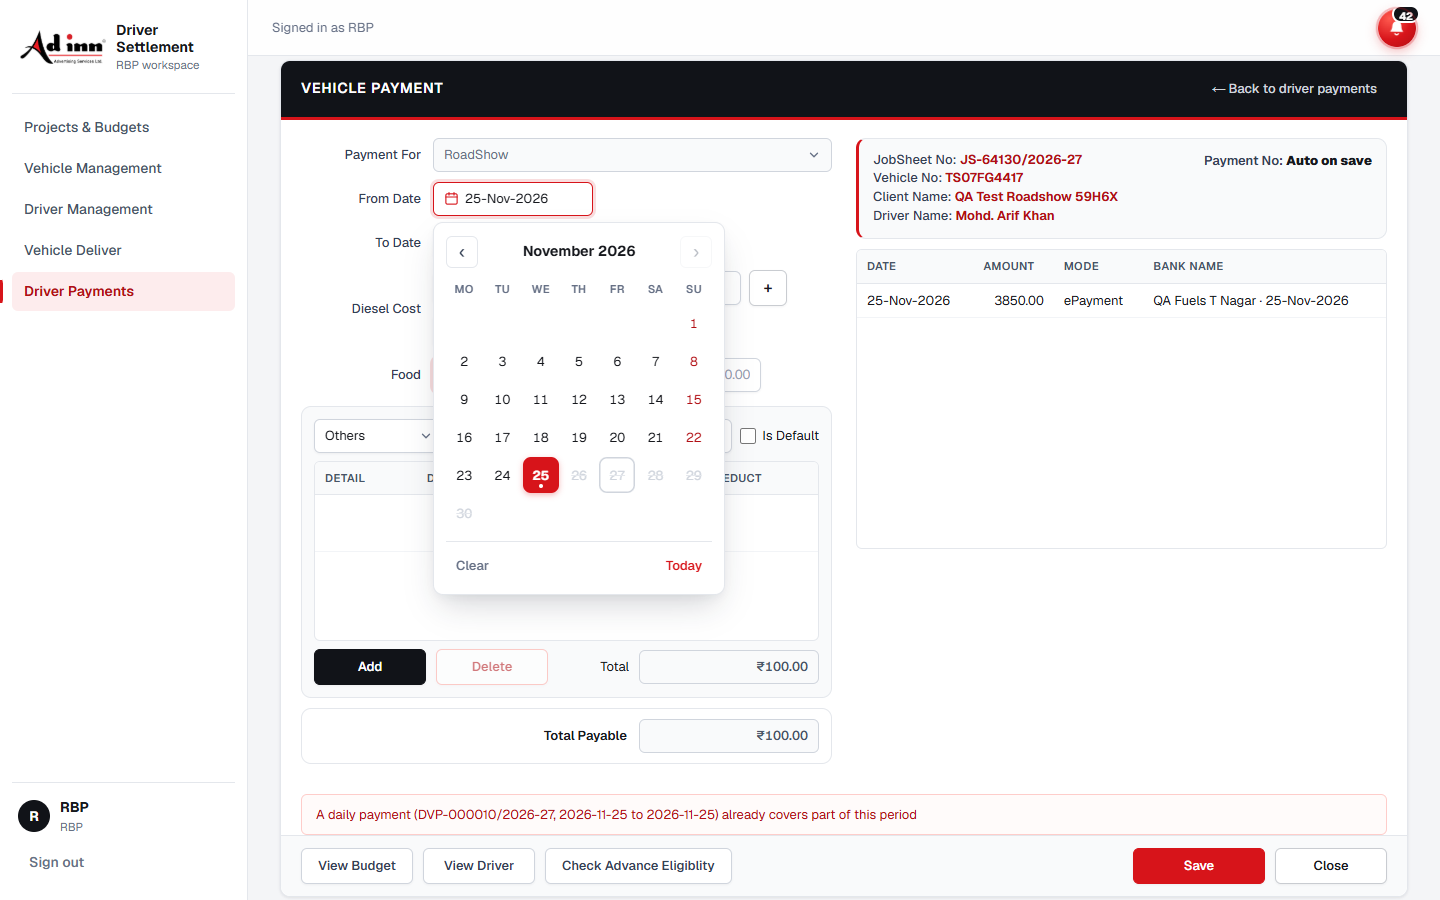 Ad inn
Advertising Services Ltd.
Driver
Settlement
RBP workspace
Projects & Budgets
Vehicle Management
Driver Management
Vehicle Deliver
Driver Payments
R
RBP
RBP
Sign out
Signed in as RBP
42
VEHICLE PAYMENT
← Back to driver payments
Payment For
RoadShow
From Date
25-Nov-2026
To Date
Diesel Cost
+
Food
0.00
‹
November 2026
›
MO TU WE TH FR SA SU
1
2 3 4 5 6 7 8
9 10 11 12 13 14 15
16 17 18 19 20 21 22
23 24 25 26 27 28 29
30
Clear
Today
Others
Is Default
DETAIL
D
EDUCT
Add
Delete
Total
₹100.00
Total Payable
₹100.00
JobSheet No: JS-64130/2026-27
Vehicle No: TS07FG4417
Client Name: QA Test Roadshow 59H6X
Driver Name: Mohd. Arif Khan
Payment No: Auto on save
DATE AMOUNT MODE BANK NAME
25-Nov-2026 3850.00 ePayment QA Fuels T Nagar · 25-Nov-2026
A daily payment (DVP-000010/2026-27, 2026-11-25 to 2026-11-25) already covers part of this period
View Budget
View Driver
Check Advance Eligiblity
Save
Close